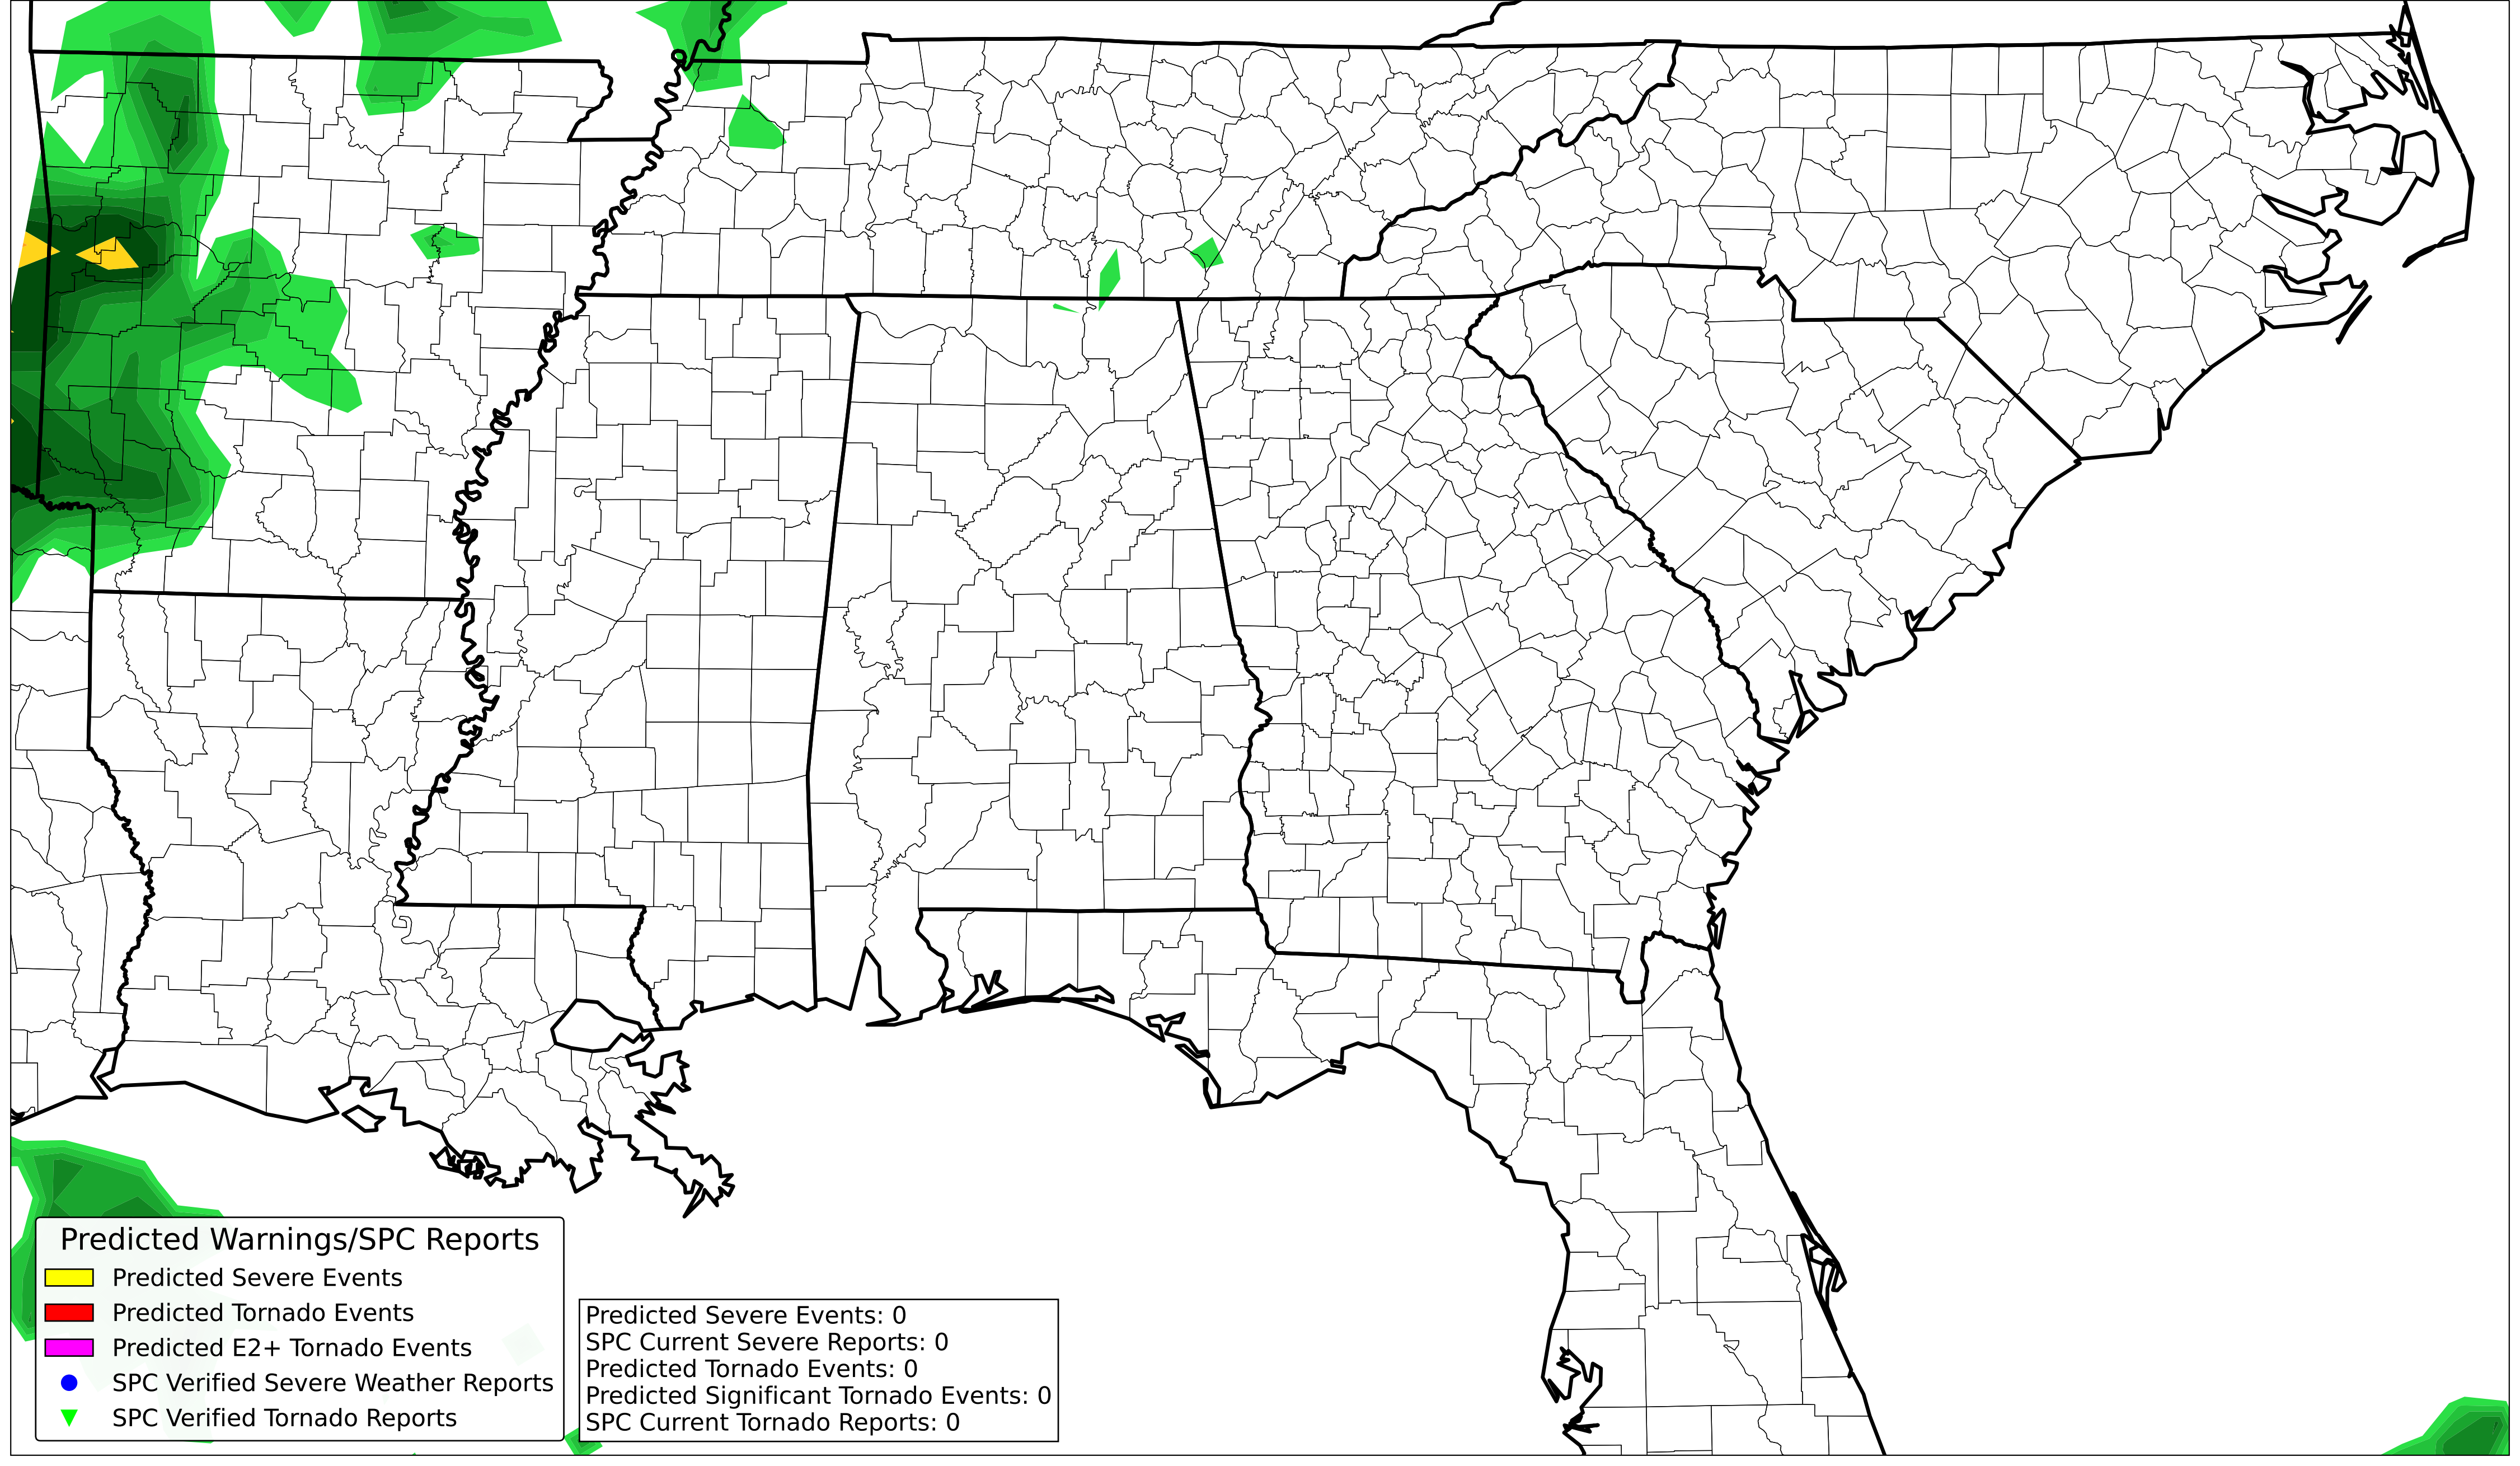 Predicted Warnings/SPC Reports
Predicted Severe Events
Predicted Tornado Events
Predicted E2+ Tornado Events
SPC Verified Severe Weather Reports
SPC Verified Tornado Reports
Predicted Severe Events: 0
SPC Current Severe Reports: 0
Predicted Tornado Events: 0
Predicted Significant Tornado Events: 0
SPC Current Tornado Reports: 0